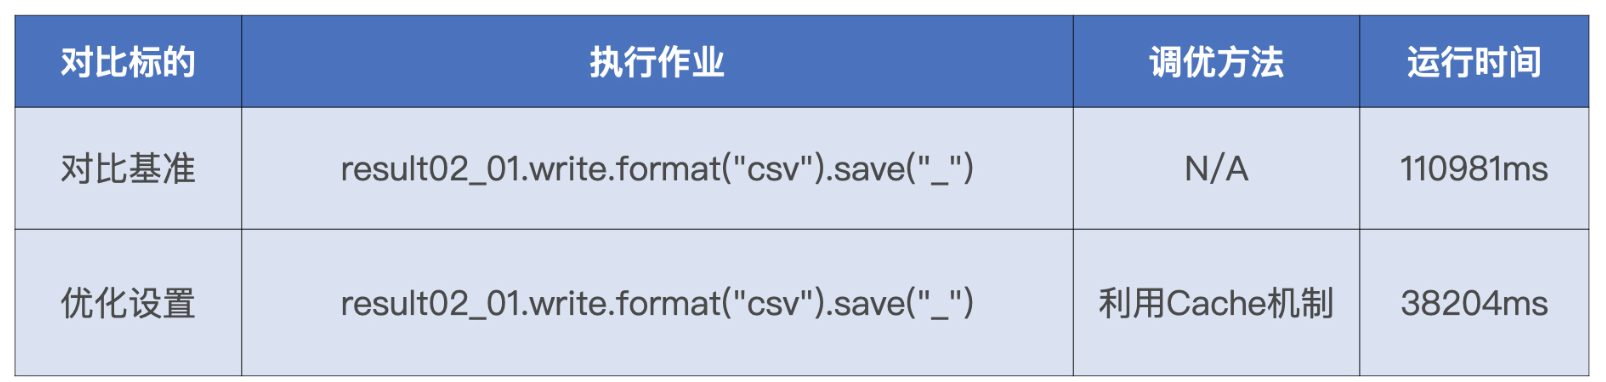 对比标的 执行作业 调优方法 运行时间
对比基准 result02_01.write.format("csv").save("_") N/A 110981ms
优化设置 result02_01.write.format("csv").save("_") 利用Cache机制 38204ms